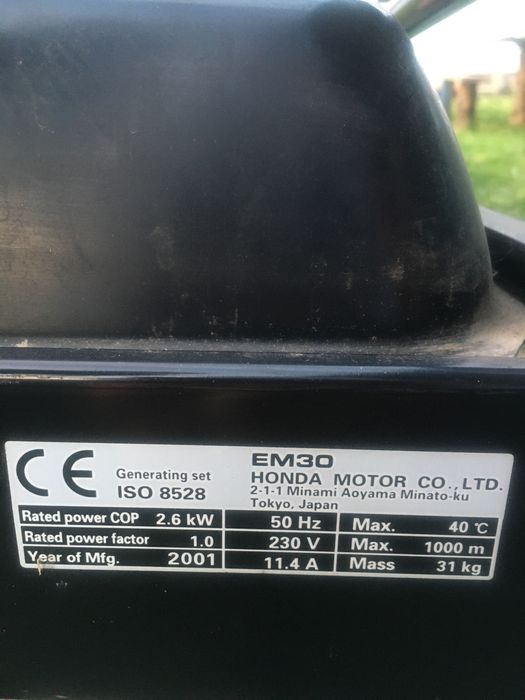 CE
Generating set
ISO 8528
EM30
HONDA MOTOR CO., LTD.
2-1-1 Minami Aoyama Minato-ku
Tokyo, Japan
Rated power COP 2.6 kW 50 Hz Max. 40 °C
Rated power factor 1.0 230 V Max. 1000 m
Year of Mfg. 2001 11.4 A Mass 31 kg